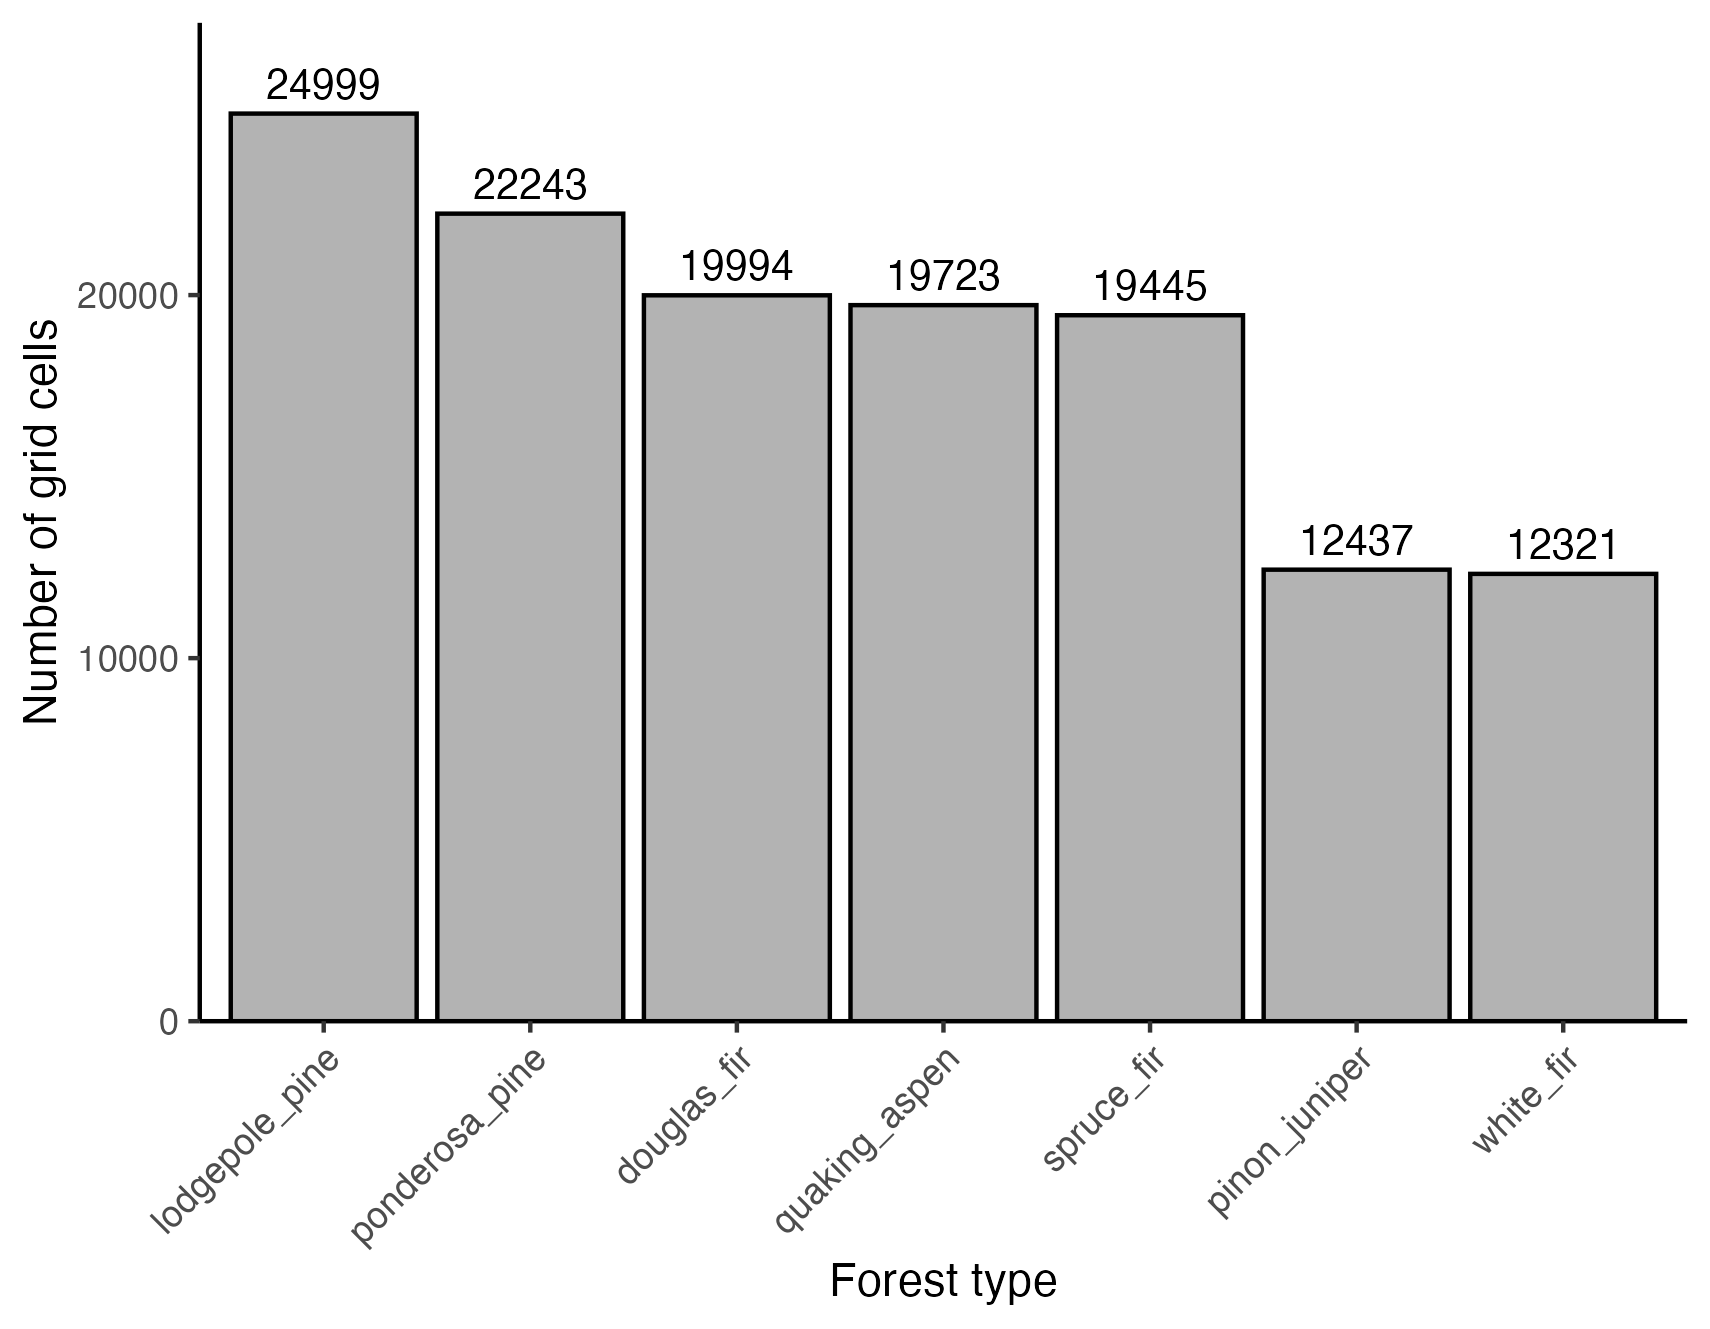 24999
22243
19994
19723
19445
12437
12321
20000
10000
0
Number of grid cells
lodgepole_pine
ponderosa_pine
douglas_fir
quaking_aspen
spruce_fir
pinon_juniper
white_fir
Forest type